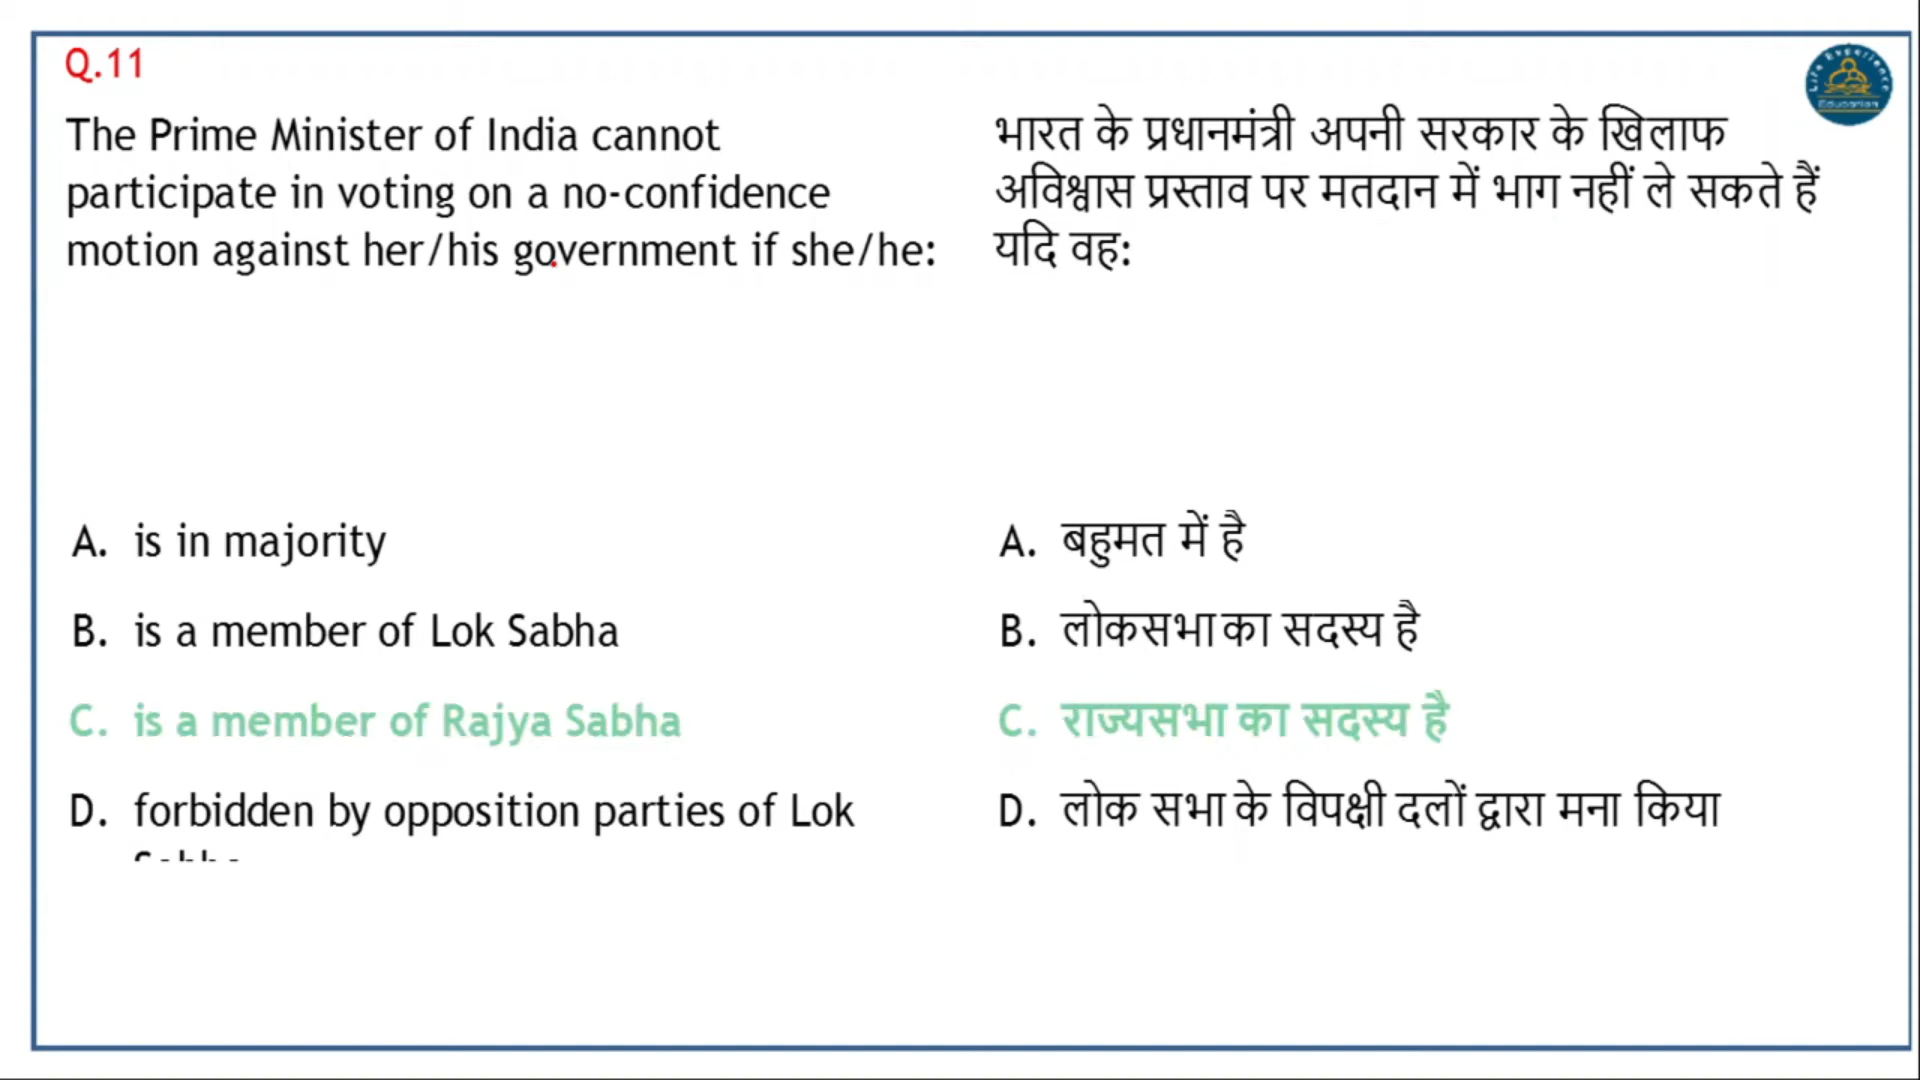 Q.11
The Prime Minister of India cannot
participate in voting on a no-confidence
motion against her/his government if she/he:
A. is in majority
B. is a member of Lok Sabha
C. is a member of Rajya Sabha
D. forbidden by opposition parties of Lok
भारत के प्रधानमंत्री अपनी सरकार के खिलाफ
अविश्वास प्रस्ताव पर मतदान में भाग नहीं ले सकते हैं
यदि वह:
A. बहुमत में है
B. लोकसभा का सदस्य है
C. राज्यसभा का सदस्य है
D. लोक सभा के विपक्षी दलों द्वारा मना किया
Life Experience
Education